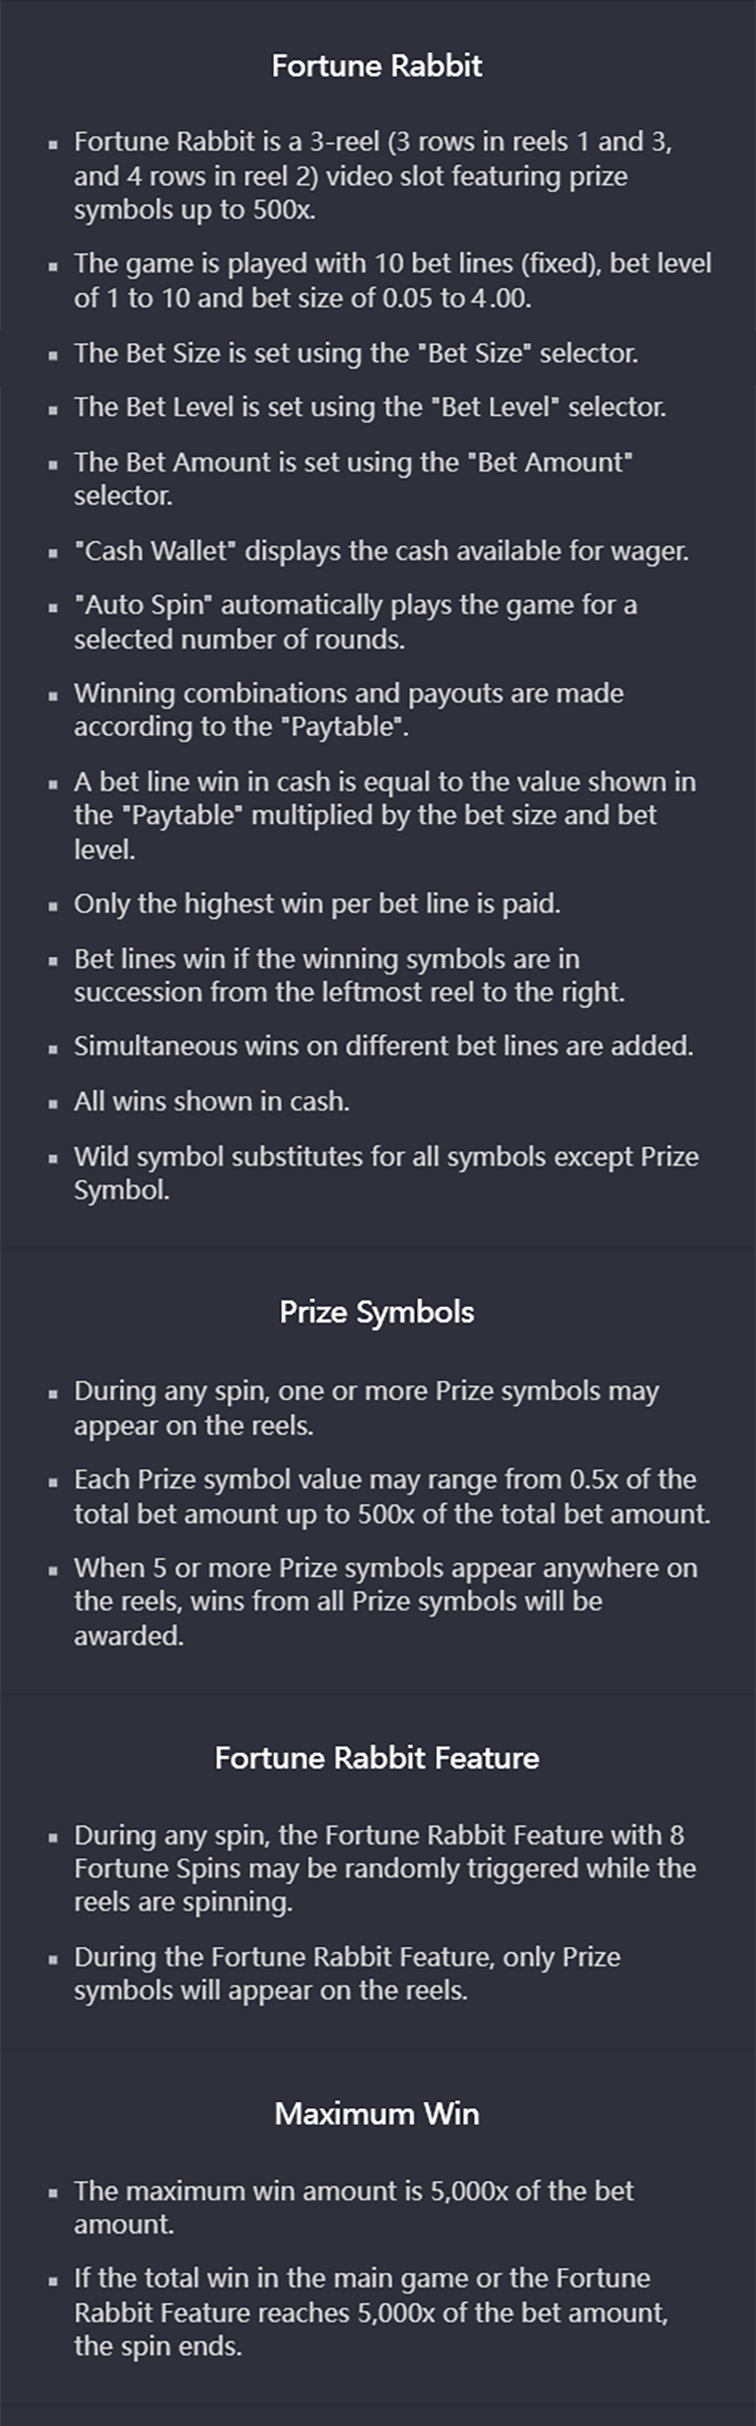 Fortune Rabbit
▪ Fortune Rabbit is a 3-reel (3 rows in reels 1 and 3,
and 4 rows in reel 2) video slot featuring prize
symbols up to 500x.
▪ The game is played with 10 bet lines (fixed), bet level
of 1 to 10 and bet size of 0.05 to 4.00.
▪ The Bet Size is set using the "Bet Size" selector.
▪ The Bet Level is set using the "Bet Level" selector.
▪ The Bet Amount is set using the "Bet Amount"
selector.
▪ "Cash Wallet" displays the cash available for wager.
▪ "Auto Spin" automatically plays the game for a
selected number of rounds.
▪ Winning combinations and payouts are made
according to the "Paytable".
▪ A bet line win in cash is equal to the value shown in
the "Paytable" multiplied by the bet size and bet
level.
▪ Only the highest win per bet line is paid.
▪ Bet lines win if the winning symbols are in
succession from the leftmost reel to the right.
▪ Simultaneous wins on different bet lines are added.
▪ All wins shown in cash.
▪ Wild symbol substitutes for all symbols except Prize
Symbol.
Prize Symbols
▪ During any spin, one or more Prize symbols may
appear on the reels.
▪ Each Prize symbol value may range from 0.5x of the
total bet amount up to 500x of the total bet amount.
▪ When 5 or more Prize symbols appear anywhere on
the reels, wins from all Prize symbols will be
awarded.
Fortune Rabbit Feature
▪ During any spin, the Fortune Rabbit Feature with 8
Fortune Spins may be randomly triggered while the
reels are spinning.
▪ During the Fortune Rabbit Feature, only Prize
symbols will appear on the reels.
Maximum Win
▪ The maximum win amount is 5,000x of the bet
amount.
▪ If the total win in the main game or the Fortune
Rabbit Feature reaches 5,000x of the bet amount,
the spin ends.